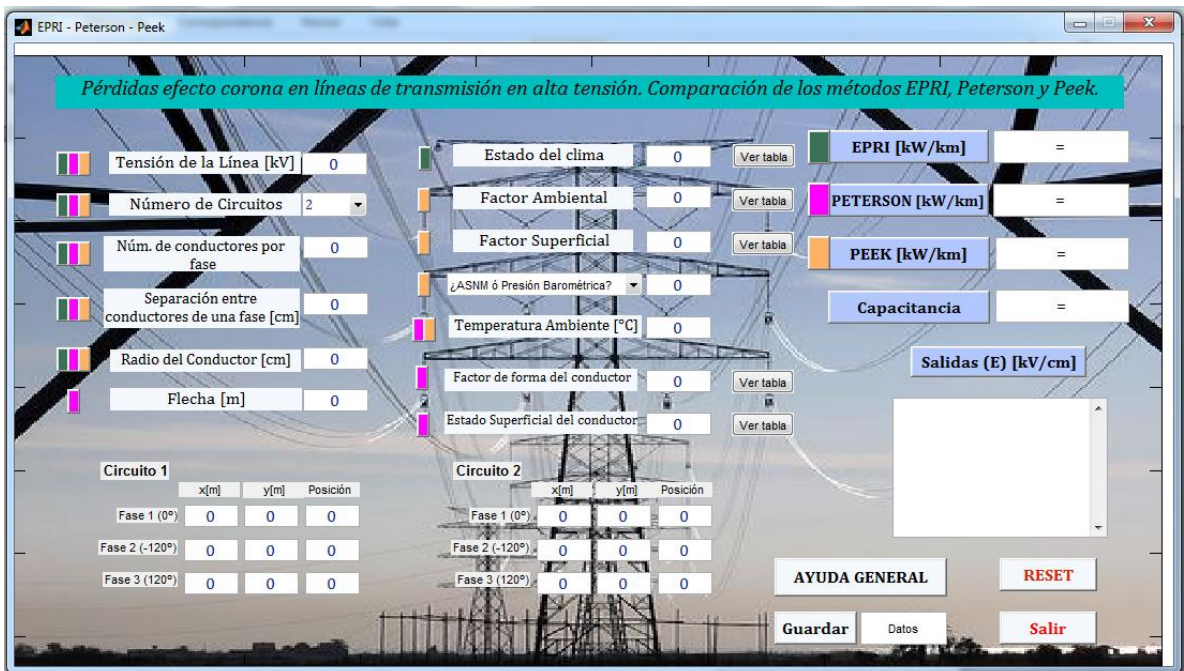 EPRI - Peterson - Peek
Pérdidas efecto corona en líneas de transmisión en alta tensión. Comparación de los métodos EPRI, Peterson y Peek.
Tensión de la Línea [kV] 0
Número de Circuitos 2
Núm. de conductores por
fase 0
Separación entre
conductores de una fase [cm] 0
Radio del Conductor [cm] 0
Flecha [m] 0
Estado del clima 0 Ver tabla
Factor Ambiental 0 Ver tabla
Factor Superficial 0 Ver tabla
¿ASNM ó Presión Barométrica? 0
Temperatura Ambiente [°C] 0
Factor de forma del conductor 0 Ver tabla
Estado Superficial del conductor 0 Ver tabla
EPRI [kW/km] =
PETERSON [kW/km] =
PEEK [kW/km] =
Capacitancia =
Salidas (E) [kV/cm]
Circuito 1
x[m] y[m] Posición
Fase 1 (0º) 0 0 0
Fase 2 (-120º) 0 0 0
Fase 3 (120º) 0 0 0
Circuito 2
x[m] y[m] Posición
Fase 1 (0º) 0 0 0
Fase 2 (-120º) 0 0 0
Fase 3 (120º) 0 0 0
AYUDA GENERAL RESET
Guardar Datos Salir